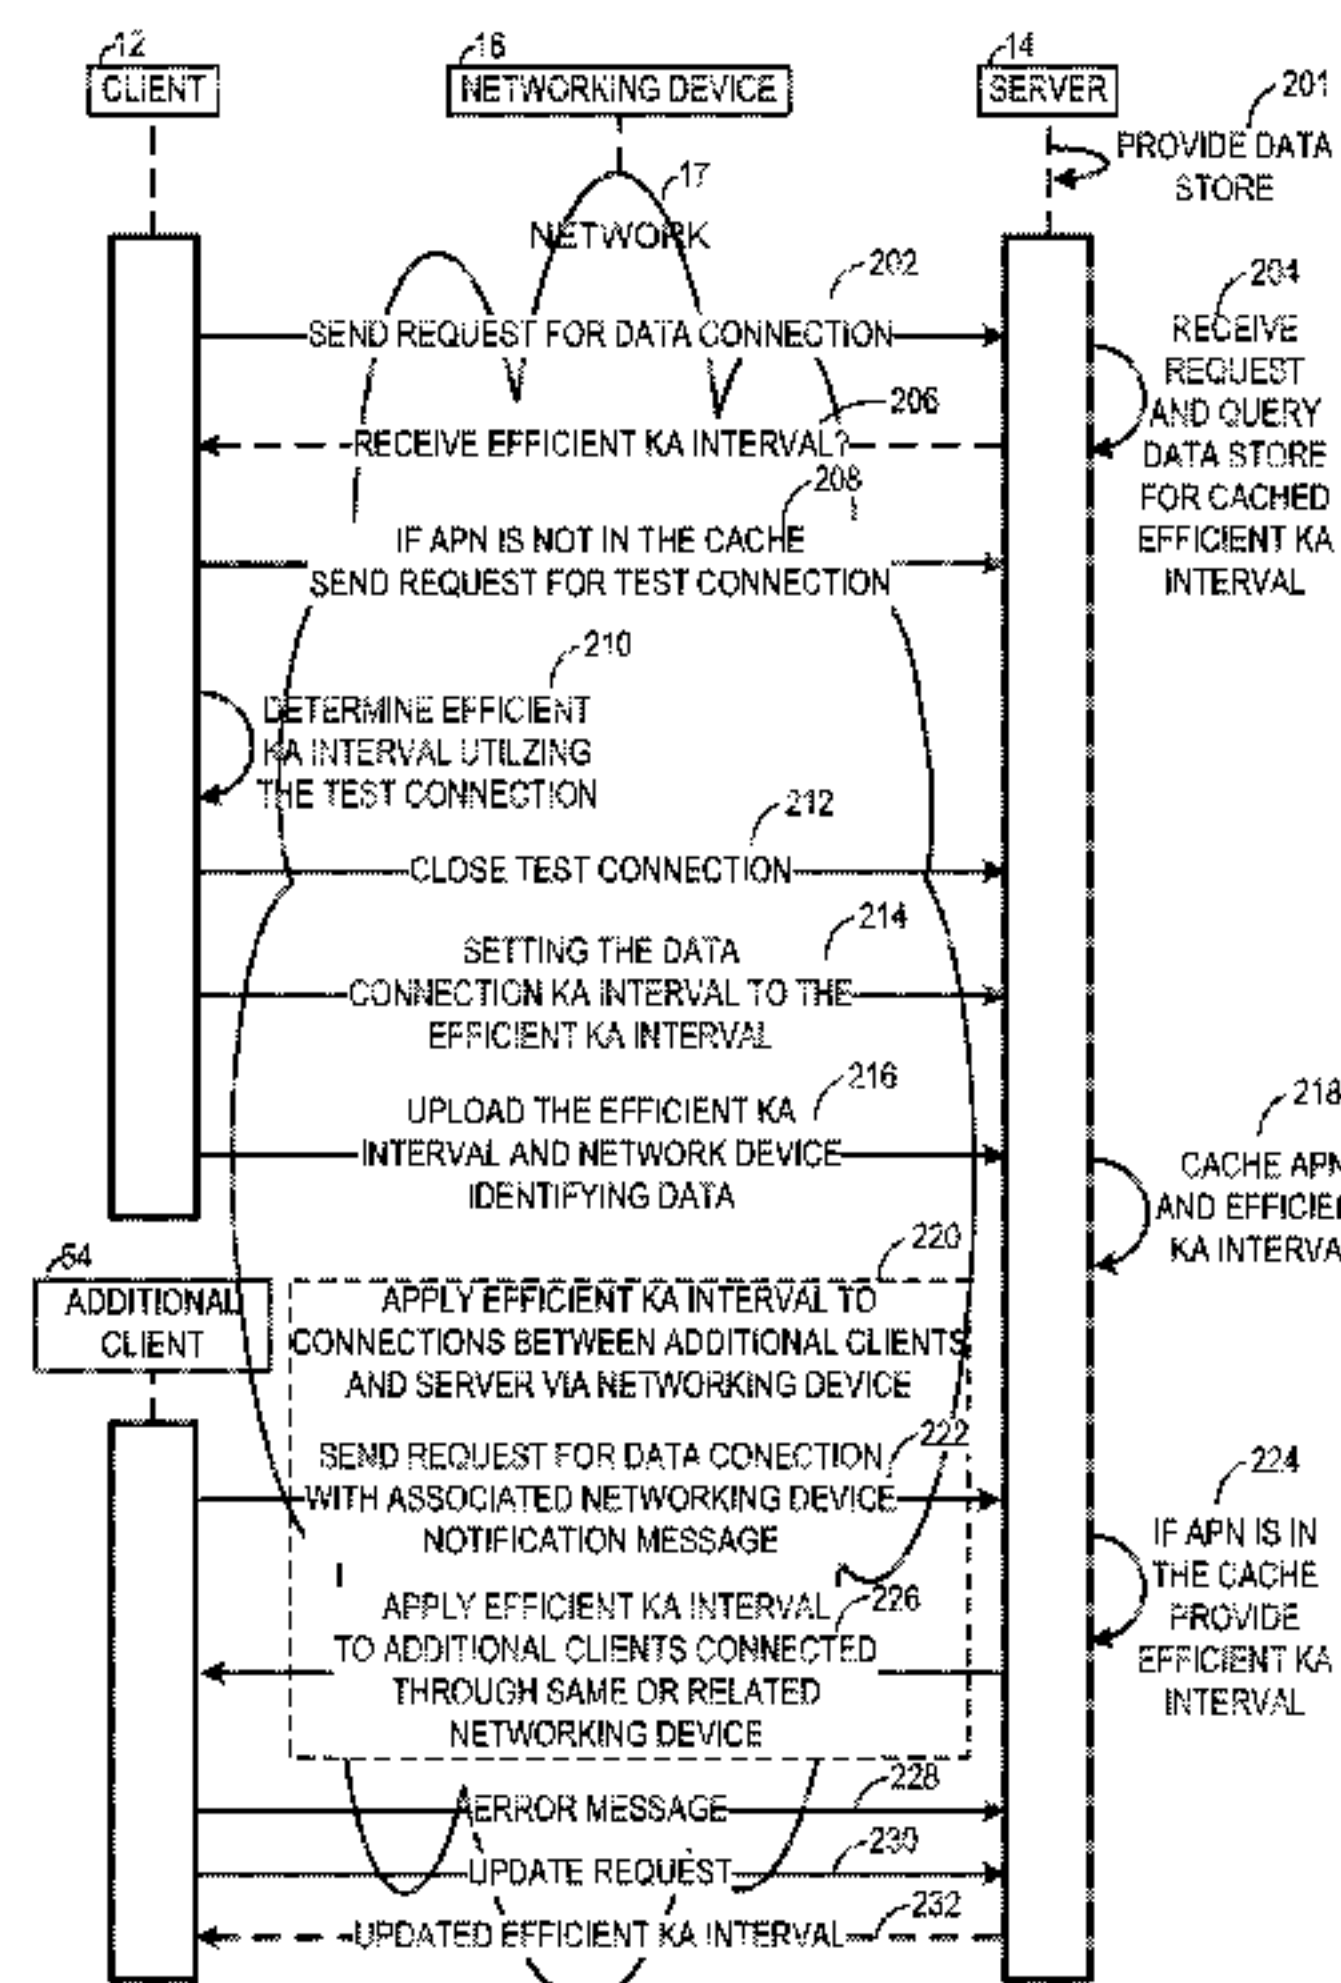 12
CLIENT
16
NETWORKING DEVICE
14
SERVER
201
PROVIDE DATA
STORE
17
NETWORK
202
SEND REQUEST FOR DATA CONNECTION
204
RECEIVE
REQUEST
AND QUERY
DATA STORE
FOR CACHED
EFFICIENT KA
INTERVAL
206
RECEIVE EFFICIENT KA INTERVAL?
208
IF APN IS NOT IN THE CACHE
SEND REQUEST FOR TEST CONNECTION
210
DETERMINE EFFICIENT
KA INTERVAL UTILZING
THE TEST CONNECTION
212
CLOSE TEST CONNECTION
214
SETTING THE DATA
CONNECTION KA INTERVAL TO THE
EFFICIENT KA INTERVAL
216
UPLOAD THE EFFICIENT KA
INTERVAL AND NETWORK DEVICE
IDENTIFYING DATA
218
CACHE APN
AND EFFICIE
KA INTERVA
54
ADDITIONAL
CLIENT
220
APPLY EFFICIENT KA INTERVAL TO
CONNECTIONS BETWEEN ADDITIONAL CLIENTS
AND SERVER VIA NETWORKING DEVICE
222
SEND REQUEST FOR DATA CONECTION
WITH ASSOCIATED NETWORKING DEVICE
NOTIFICATION MESSAGE
224
IF APN IS IN
THE CACHE
PROVIDE
EFFICIENT KA
INTERVAL
226
APPLY EFFICIENT KA INTERVAL
TO ADDITIONAL CLIENTS CONNECTED
THROUGH SAME OR RELATED
NETWORKING DEVICE
228
ERROR MESSAGE
230
UPDATE REQUEST
232
UPDATED EFFICIENT KA INTERVAL